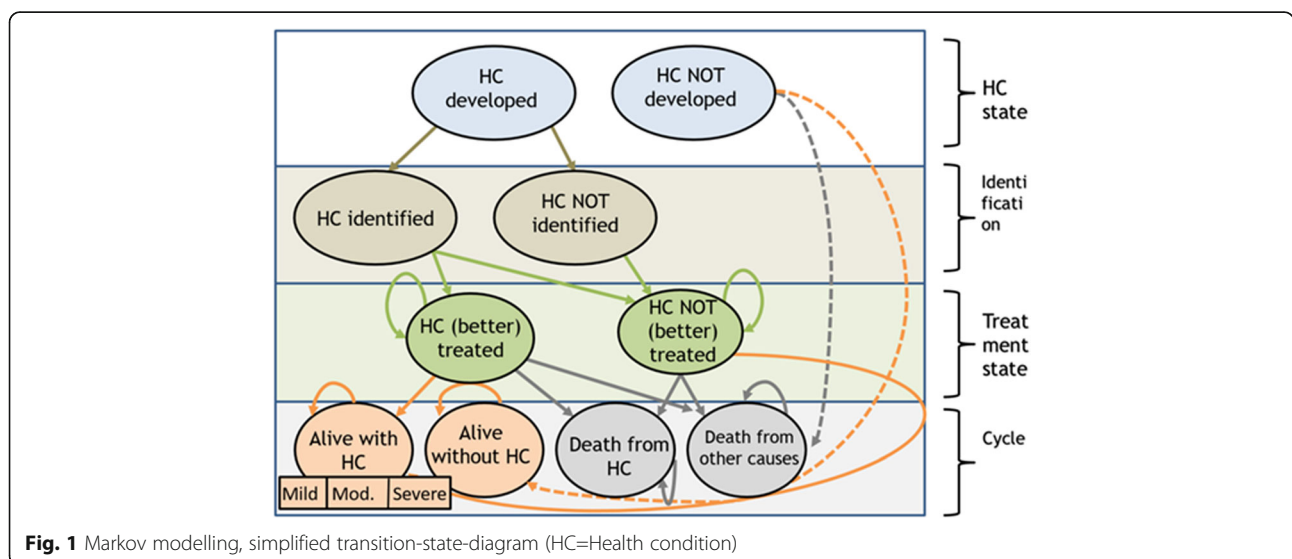 HC
developed
HC NOT
developed
HC
state
HC identified
HC NOT
identified
Identi
ficati
on
HC (better)
treated
HC NOT
(better)
treated
Treat
ment
state
Alive with
HC
Alive
without HC
Death from
HC
Death from
other causes
Cycle
Mild Mod. Severe
Fig. 1 Markov modelling, simplified transition-state-diagram (HC=Health condition)